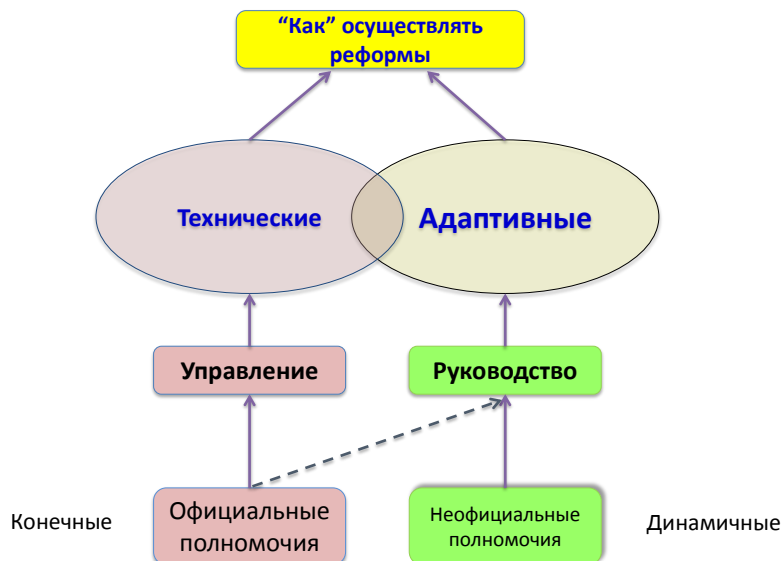 “Как” осуществлять
реформы
Технические
Адаптивные
Управление
Руководство
Конечные
Официальные
полномочия
Неофициальные
полномочия
Динамичные